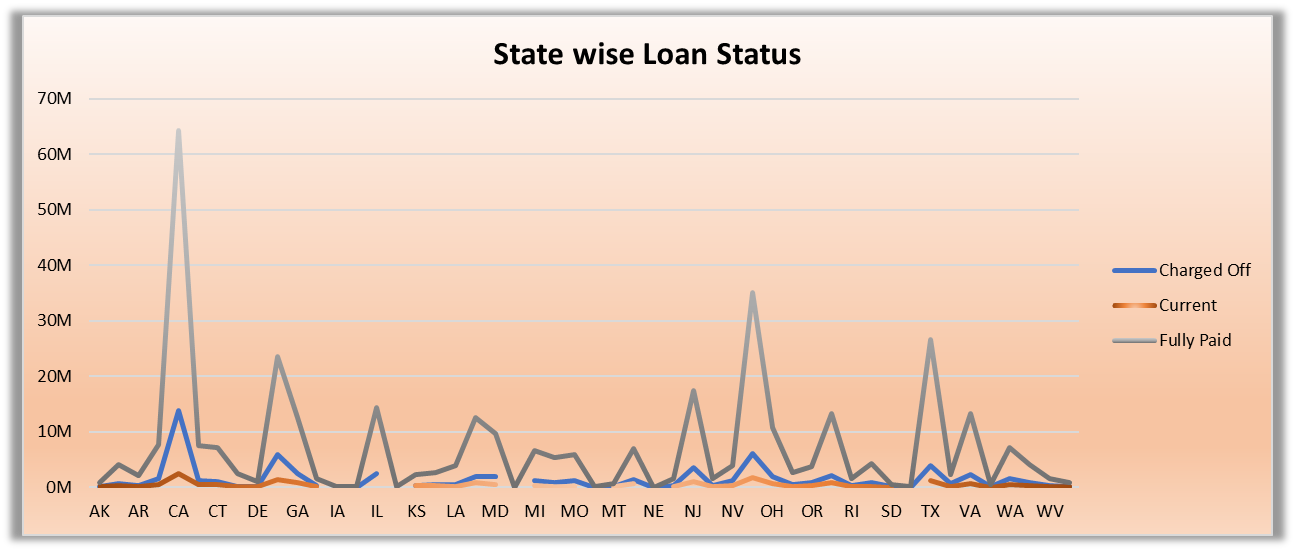 State wise Loan Status
70M
60M
50M
40M
30M
20M
10M
0M
AK AR CA CT DE GA IA IL KS LA MD MI MO MT NE NJ NV OH OR RI SD TX VA WA WV
Charged Off
Current
Fully Paid